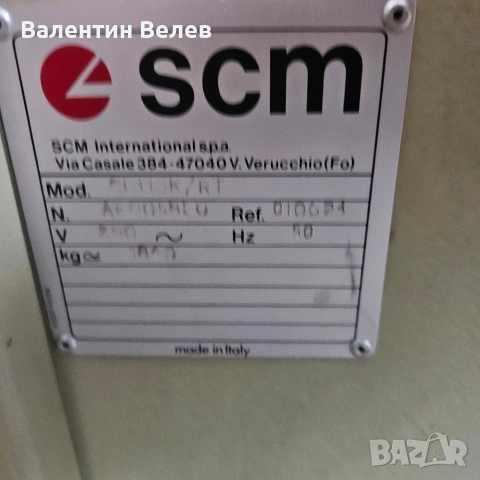 Валентин Велев
scm
SCM International s.p.a.
Via Casale 384-47040 V. Verucchio (Fo)
Mod.
N. Ref. 010624
V ~ Hz 50
kg≈
made in Italy
BAZAR